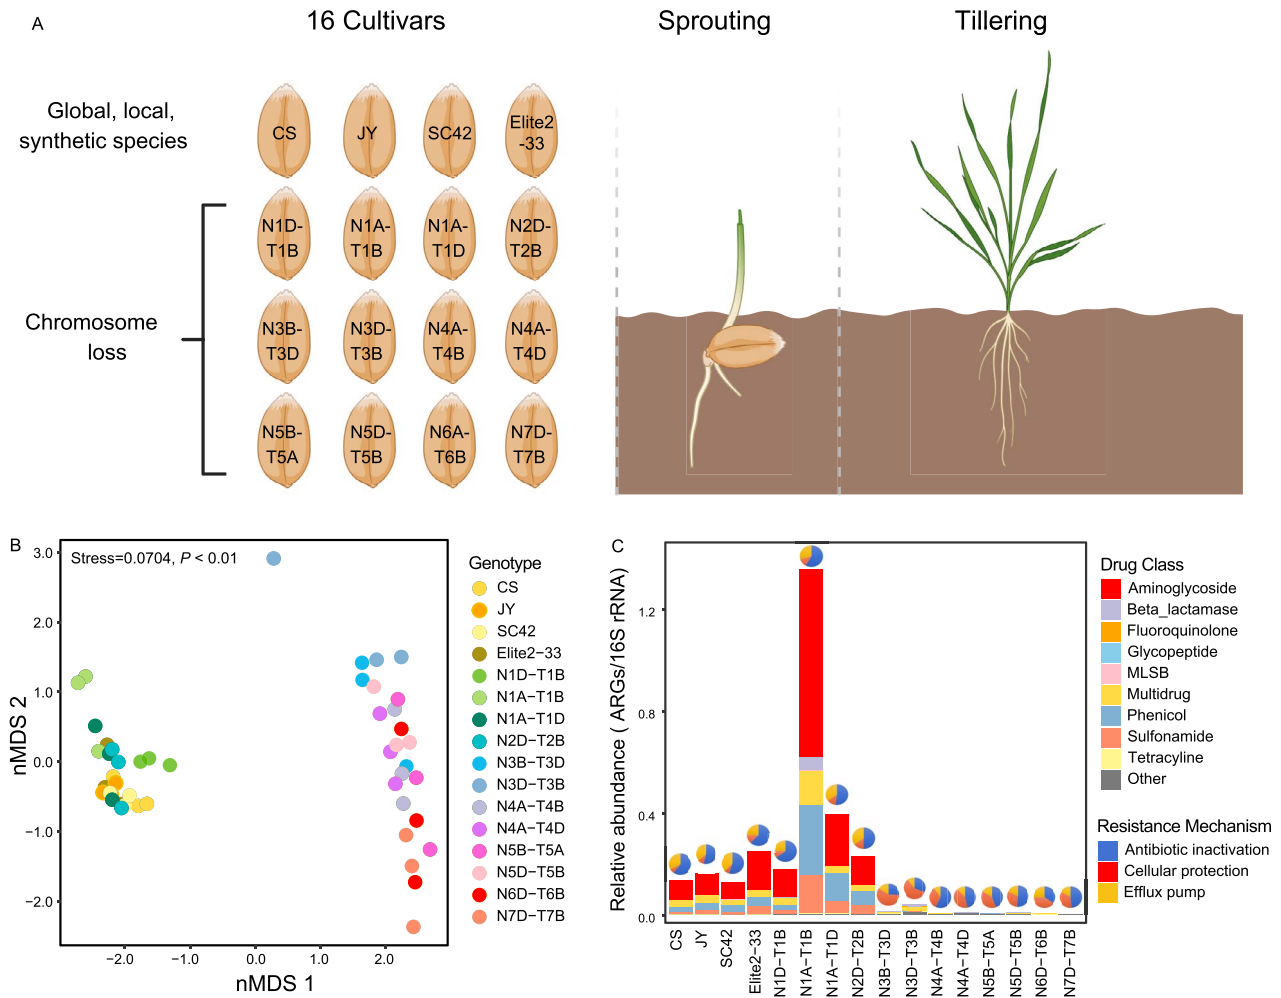 A
16 Cultivars
Sprouting
Tillering
Global, local,
synthetic species
CS
JY
SC42
Elite2
-33
N1D-
T1B
N1A-
T1B
N1A-
T1D
N2D-
T2B
Chromosome
loss
N3B-
T3D
N3D-
T3B
N4A-
T4B
N4A-
T4D
N5B-
T5A
N5D-
T5B
N6A-
T6B
N7D-
T7B
B
Stress=0.0704, P < 0.01
nMDS 2
3.0
2.0
1.0
0.0
−1.0
−2.0
−2.0
−1.0
0.0
1.0
2.0
nMDS 1
Genotype
CS
JY
SC42
Elite2−33
N1D−T1B
N1A−T1B
N1A−T1D
N2D−T2B
N3B−T3D
N3D−T3B
N4A−T4B
N4A−T4D
N5B−T5A
N5D−T5B
N6D−T6B
N7D−T7B
C
Relative abundance ( ARGs/16S rRNA)
1.2
0.8
0.4
0.0
CS
JY
SC42
Elite2−33
N1D−T1B
N1A−T1B
N1A−T1D
N2D−T2B
N3B−T3D
N3D−T3B
N4A−T4B
N4A−T4D
N5B−T5A
N5D−T5B
N6D−T6B
N7D−T7B
Drug Class
Aminoglycoside
Beta_lactamase
Fluoroquinolone
Glycopeptide
MLSB
Multidrug
Phenicol
Sulfonamide
Tetracyline
Other
Resistance Mechanism
Antibiotic inactivation
Cellular protection
Efflux pump